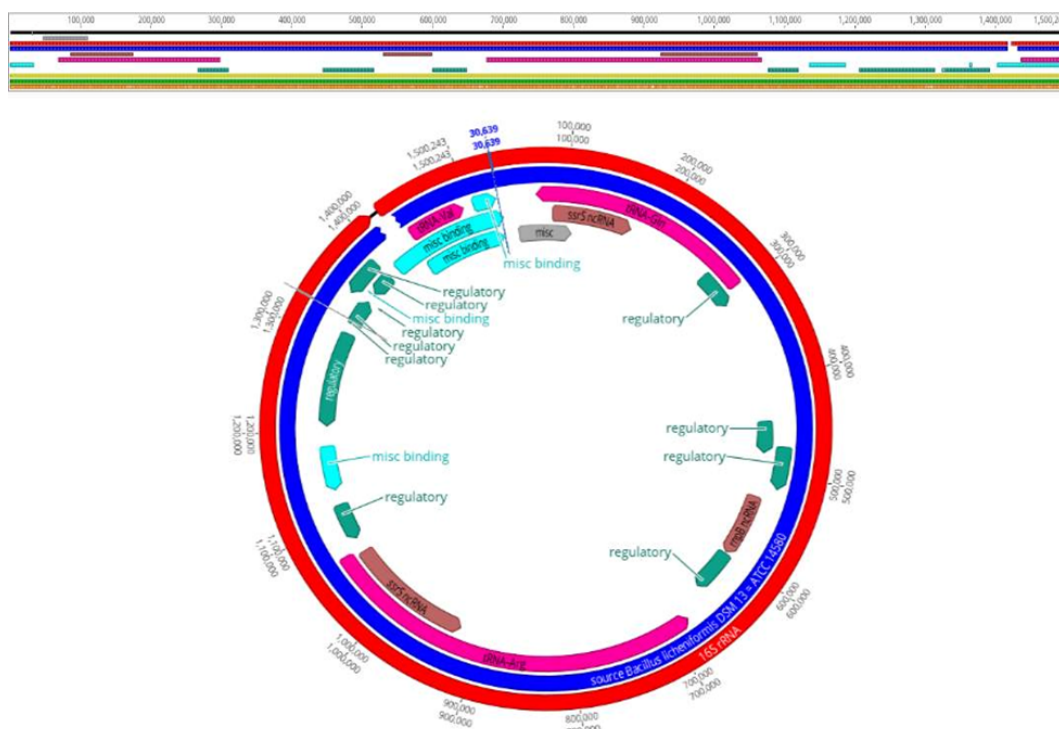 100,000 200,000 300,000 400,000 500,000 600,000 700,000 800,000 900,000 1,000,000 1,100,000 1,200,000 1,300,000 1,400,000
30,639
30,639
1,500,243
1,500,243
100,000
100,000
200,000
200,000
300,000
300,000
400,000
400,000
500,000
500,000
600,000
600,000
700,000
700,000
800,000
900,000
900,000
1,000,000
1,000,000
1,100,000
1,100,000
1,200,000
1,200,000
1,300,000
1,300,000
1,400,000
1,400,000
tRNA-Val
misc binding
misc binding
misc binding
misc
ssrS ncRNA
tRNA-Gln
regulatory
regulatory
misc binding
regulatory
regulatory
regulatory
regulatory
regulatory
regulatory
regulatory
misc binding
regulatory
rnpB ncRNA
regulatory
ssrS ncRNA
tRNA-Arg
source Bacillus licheniformis DSM 13 = ATCC 14580
16S rRNA